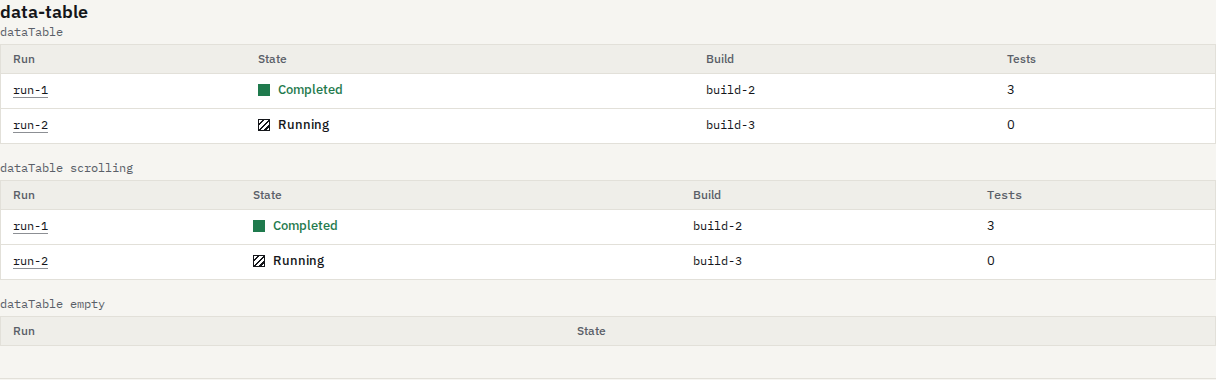 data-table
dataTable
Run State Build Tests
run-1 Completed build-2 3
run-2 Running build-3 0
dataTable scrolling
Run State Build Tests
run-1 Completed build-2 3
run-2 Running build-3 0
dataTable empty
Run State